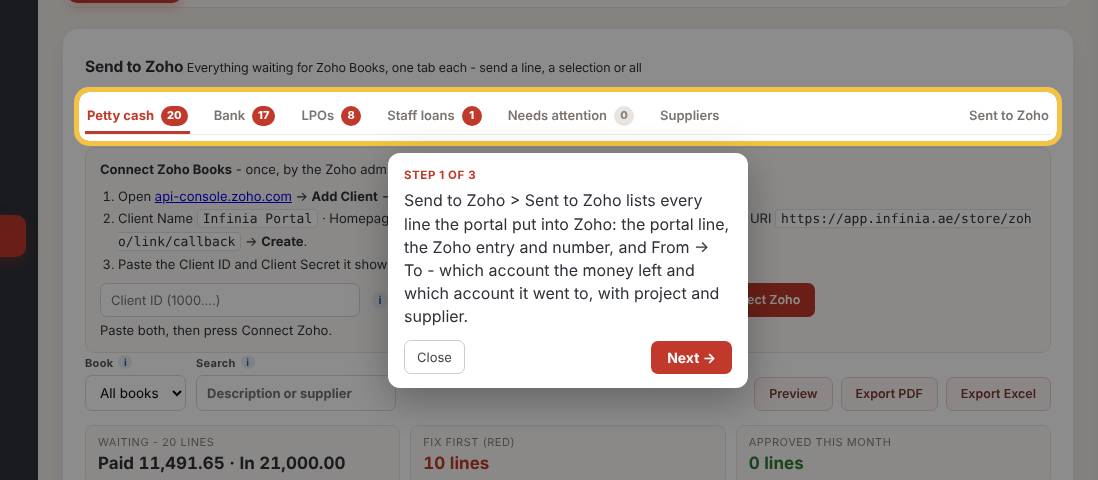 Send to Zoho Everything waiting for Zoho Books, one tab each - send a line, a selection or all
Petty cash 20 Bank 17 LPOs 8 Staff loans 1 Needs attention 0 Suppliers Sent to Zoho
Connect Zoho Books - once, by the Zoho adm
1. Open api-console.zoho.com → Add Client
2. Client Name Infinia Portal · Homepag
URI https://app.infinia.ae/store/zoh
o/link/callback → Create.
3. Paste the Client ID and Client Secret it show
Client ID (1000....) i
ect Zoho
Paste both, then press Connect Zoho.
STEP 1 OF 3
Send to Zoho > Sent to Zoho lists every
line the portal put into Zoho: the portal line,
the Zoho entry and number, and From →
To - which account the money left and
which account it went to, with project and
supplier.
Close Next →
Book i Search i
All books Description or supplier Preview Export PDF Export Excel
WAITING - 20 LINES
Paid 11,491.65 · In 21,000.00
FIX FIRST (RED)
10 lines
APPROVED THIS MONTH
0 lines